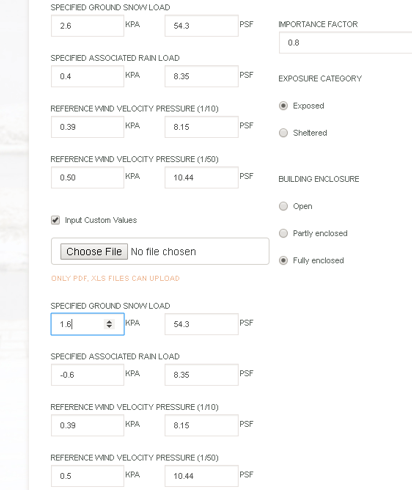 SPECIFIED GROUND SNOW LOAD
2.6 KPA 54.3 PSF
SPECIFIED ASSOCIATED RAIN LOAD
0.4 KPA 8.35 PSF
REFERENCE WIND VELOCITY PRESSURE (1/10)
0.39 KPA 8.15 PSF
REFERENCE WIND VELOCITY PRESSURE (1/50)
0.50 KPA 10.44 PSF
Input Custom Values
Choose File No file chosen
ONLY PDF, XLS FILES CAN UPLOAD
SPECIFIED GROUND SNOW LOAD
1.6 KPA 54.3 PSF
SPECIFIED ASSOCIATED RAIN LOAD
-0.6 KPA 8.35 PSF
REFERENCE WIND VELOCITY PRESSURE (1/10)
0.39 KPA 8.15 PSF
REFERENCE WIND VELOCITY PRESSURE (1/50)
0.5 KPA 10.44 PSF
IMPORTANCE FACTOR
0.8
EXPOSURE CATEGORY
Exposed
Sheltered
BUILDING ENCLOSURE
Open
Partly enclosed
Fully enclosed